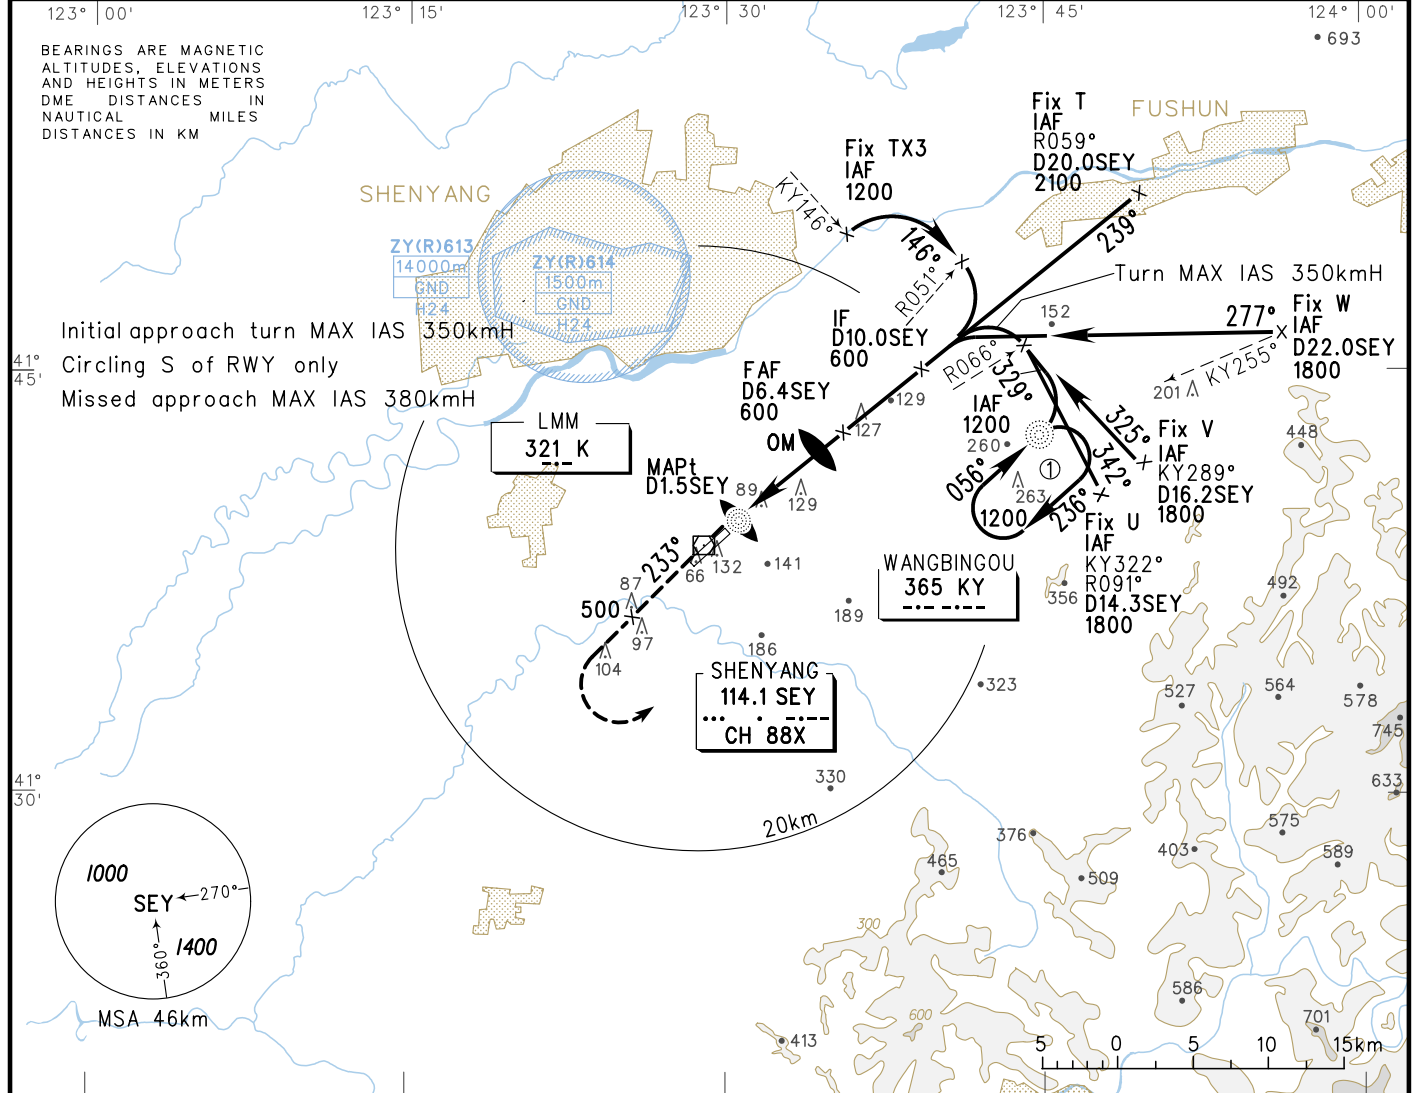 123° 00'
123° 15'
123° 30'
123° 45'
124° 00'
BEARINGS ARE MAGNETIC
ALTITUDES, ELEVATIONS
AND HEIGHTS IN METERS
DME DISTANCES IN
NAUTICAL MILES
DISTANCES IN KM
693
Fix T
IAF
R059°
D20.0SEY
2100
FUSHUN
Fix TX3
IAF
1200
KY146°
SHENYANG
ZY(R)613
14000m
GND
H24
ZY(R)614
1500m
GND
H24
146°
R051°
239°
Turn MAX IAS 350kmH
Initial approach turn MAX IAS 350kmH
Circling S of RWY only
Missed approach MAX IAS 380kmH
41°
45'
IF
D10.0SEY
600
152
277°
Fix W
IAF
D22.0SEY
1800
KY255°
201
R066°
329°
FAF
D6.4SEY
600
129
127
OM
IAF
1200
260
263
1
056°
1200
236°
342°
325°
Fix V
IAF
KY289°
D16.2SEY
1800
448
LMM
321 K
MAPt
D1.5SEY
89
129
Fix U
IAF
KY322°
R091°
D14.3SEY
1800
WANGBINGOU
365 KY
356
492
233°
66
132
141
87
500
97
104
189
186
SHENYANG
114.1 SEY
CH 88X
323
527
564
578
745
633
41°
30'
330
20km
376
465
509
403
575
589
1000
SEY
270°
1400
360°
MSA 46km
300
600
413
586
701
5 0 5 10 15km